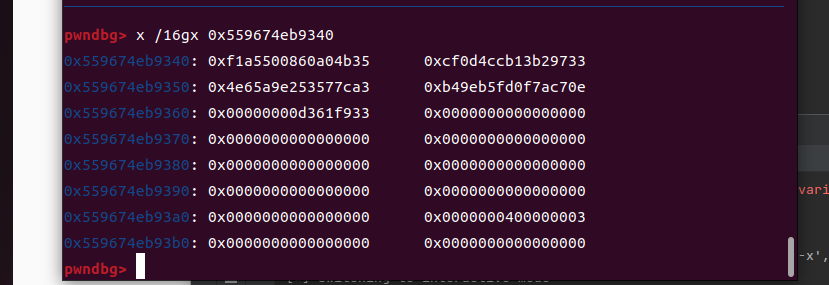 pwndbg> x /16gx 0x559674eb9340
0x559674eb9340: 0xf1a5500860a04b35 0xcf0d4ccb13b29733
0x559674eb9350: 0x4e65a9e253577ca3 0xb49eb5fd0f7ac70e
0x559674eb9360: 0x00000000d361f933 0x0000000000000000
0x559674eb9370: 0x0000000000000000 0x0000000000000000
0x559674eb9380: 0x0000000000000000 0x0000000000000000
0x559674eb9390: 0x0000000000000000 0x0000000000000000
vari
0x559674eb93a0: 0x0000000000000000 0x0000000400000003
0x559674eb93b0: 0x0000000000000000 0x0000000000000000
-x',
pwndbg>